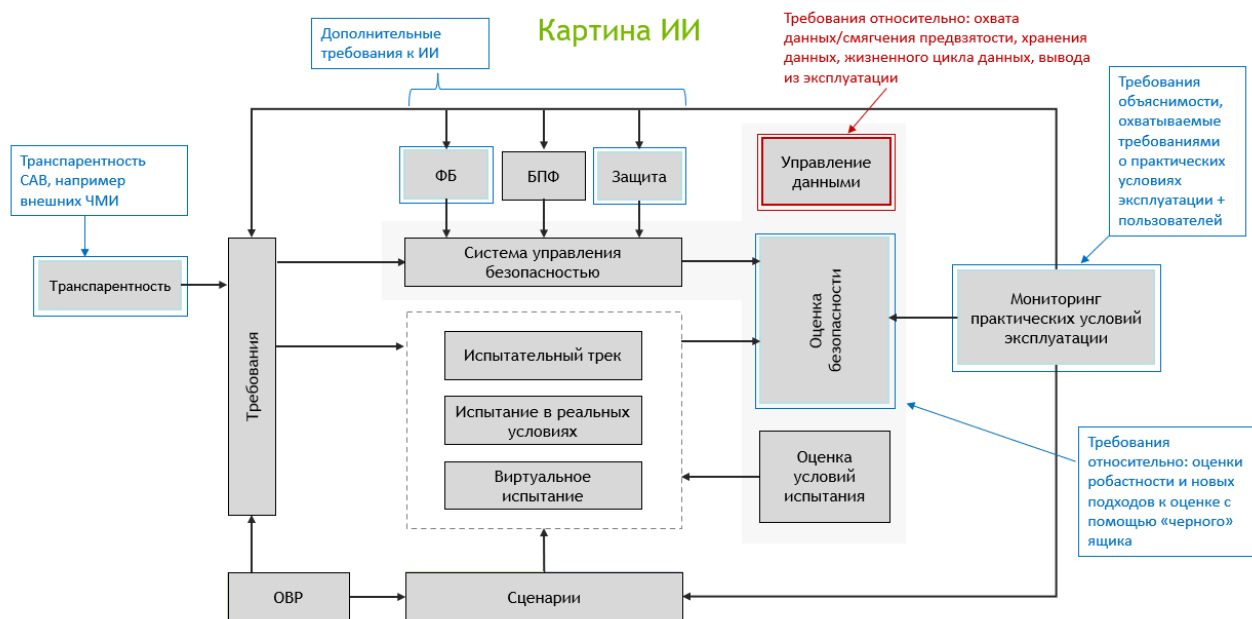 Картина ИИ
Дополнительные
требования к ИИ
Требования относительно: охвата
данных/смягчения предвзятости, хранения
данных, жизненного цикла данных, вывода
из эксплуатации
Требования
объяснимости,
охватываемые
требованиями
о практических
условиях
эксплуатации +
пользователей
Транспарентность
САВ, например
внешних ЧМИ
ФБ
БПФ
Защита
Управление
данными
Система управления
безопасностью
Транспарентность
Требования
Оценка
безопасности
Мониторинг
практических условий
эксплуатации
Испытательный трек
Испытание в реальных
условиях
Виртуальное
испытание
Оценка
условий
испытания
Требования
относительно: оценки
робастности и новых
подходов к оценке с
помощью «черного»
ящика
ОВР
Сценарии